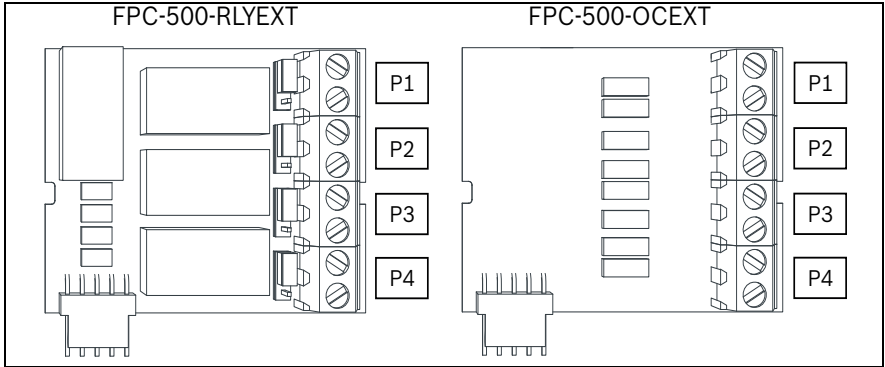 FPC-500-RLYEXT FPC-500-OCEXT
P1 P1
P2 P2
P3 P3
P4 P4